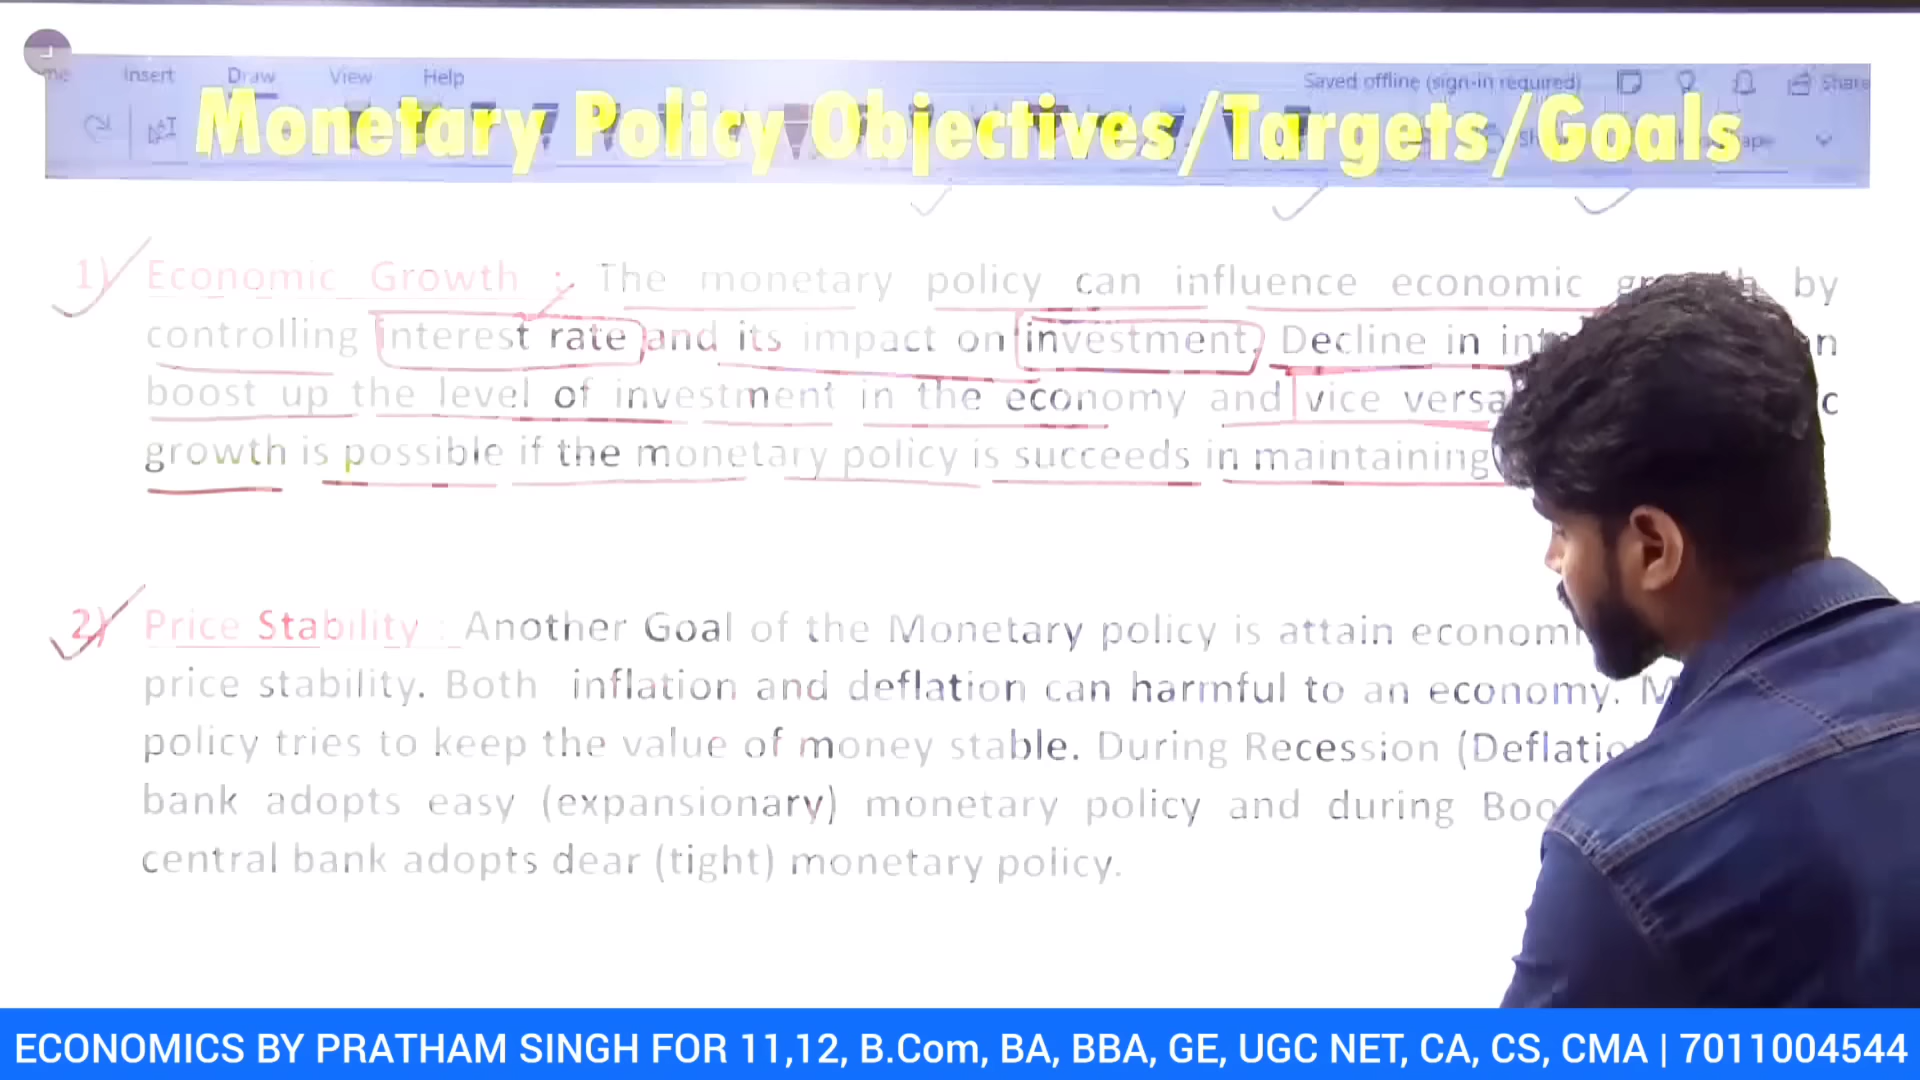 Insert Draw View Help Saved offline (sign-in required) Share
Monetary Policy Objectives/Targets/Goals
1) Economic Growth : The monetary policy can influence economic growth by
controlling interest rate and its impact on investment. Decline in
boost up the level of investment in the economy and vice versa
growth is possible if the monetary policy is succeeds in maintaining
2) Price Stability : Another Goal of the Monetary policy is attain
price stability. Both inflation and deflation can harmful to an economy.
policy tries to keep the value of money stable. During Recession
bank adopts easy (expansionary) monetary policy and during
central bank adopts dear (tight) monetary policy.
ECONOMICS BY PRATHAM SINGH FOR 11,12, B.Com, BA, BBA, GE, UGC NET, CA, CS, CMA | 7011004544